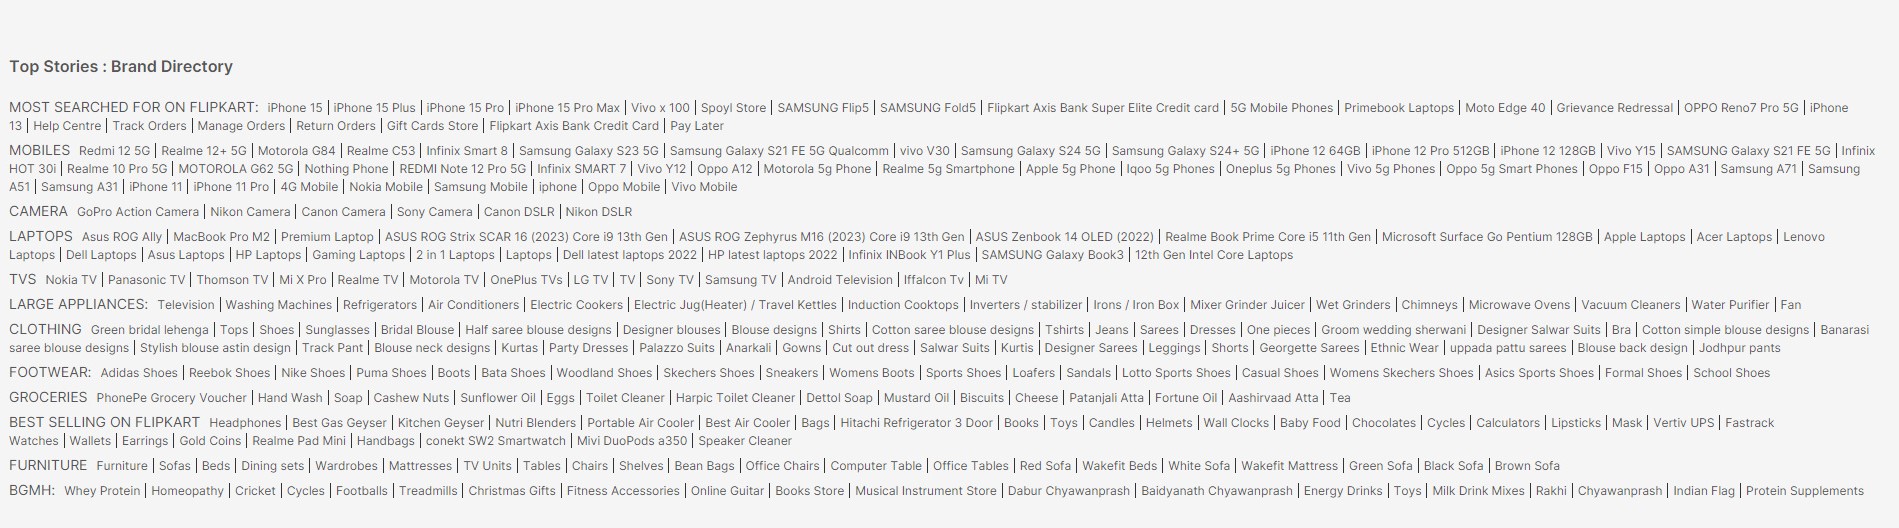 Top Stories : Brand Directory
MOST SEARCHED FOR ON FLIPKART: iPhone 15 | iPhone 15 Plus | iPhone 15 Pro | iPhone 15 Pro Max | Vivo x 100 | Spoyl Store | SAMSUNG Flip5 | SAMSUNG Fold5 | Flipkart Axis Bank Super Elite Credit card | 5G Mobile Phones | Primebook Laptops | Moto Edge 40 | Grievance Redressal | OPPO Reno7 Pro 5G | iPhone
13 | Help Centre | Track Orders | Manage Orders | Return Orders | Gift Cards Store | Flipkart Axis Bank Credit Card | Pay Later
MOBILES Redmi 12 5G | Realme 12+ 5G | Motorola G84 | Realme C53 | Infinix Smart 8 | Samsung Galaxy S23 5G | Samsung Galaxy S21 FE 5G Qualcomm | vivo V30 | Samsung Galaxy S24 5G | Samsung Galaxy S24+ 5G | iPhone 12 64GB | iPhone 12 Pro 512GB | iPhone 12 128GB | Vivo Y15 | SAMSUNG Galaxy S21 FE 5G | Infinix
HOT 30i | Realme 10 Pro 5G | MOTOROLA G62 5G | Nothing Phone | REDMI Note 12 Pro 5G | Infinix SMART 7 | Vivo Y12 | Oppo A12 | Motorola 5g Phone | Realme 5g Smartphone | Apple 5g Phone | Iqoo 5g Phones | Oneplus 5g Phones | Vivo 5g Phones | Oppo 5g Smart Phones | Oppo F15 | Oppo A31 | Samsung A71 | Samsung
A51 | Samsung A31 | iPhone 11 | iPhone 11 Pro | 4G Mobile | Nokia Mobile | Samsung Mobile | iphone | Oppo Mobile | Vivo Mobile
CAMERA GoPro Action Camera | Nikon Camera | Canon Camera | Sony Camera | Canon DSLR | Nikon DSLR
LAPTOPS Asus ROG Ally | MacBook Pro M2 | Premium Laptop | ASUS ROG Strix SCAR 16 (2023) Core i9 13th Gen | ASUS ROG Zephyrus M16 (2023) Core i9 13th Gen | ASUS Zenbook 14 OLED (2022) | Realme Book Prime Core i5 11th Gen | Microsoft Surface Go Pentium 128GB | Apple Laptops | Acer Laptops | Lenovo
Laptops | Dell Laptops | Asus Laptops | HP Laptops | Gaming Laptops | 2 in 1 Laptops | Laptops | Dell latest laptops 2022 | HP latest laptops 2022 | Infinix INBook Y1 Plus | SAMSUNG Galaxy Book3 | 12th Gen Intel Core Laptops
TVS Nokia TV | Panasonic TV | Thomson TV | Mi X Pro | Realme TV | Motorola TV | OnePlus TVs | LG TV | TV | Sony TV | Samsung TV | Android Television | Iffalcon Tv | Mi TV
LARGE APPLIANCES: Television | Washing Machines | Refrigerators | Air Conditioners | Electric Cookers | Electric Jug(Heater) / Travel Kettles | Induction Cooktops | Inverters / stabilizer | Irons / Iron Box | Mixer Grinder Juicer | Wet Grinders | Chimneys | Microwave Ovens | Vacuum Cleaners | Water Purifier | Fan
CLOTHING Green bridal lehenga | Tops | Shoes | Sunglasses | Bridal Blouse | Half saree blouse designs | Designer blouses | Blouse designs | Shirts | Cotton saree blouse designs | Tshirts | Jeans | Sarees | Dresses | One pieces | Groom wedding sherwani | Designer Salwar Suits | Bra | Cotton simple blouse designs | Banarasi
saree blouse designs | Stylish blouse astin design | Track Pant | Blouse neck designs | Kurtas | Party Dresses | Palazzo Suits | Anarkali | Gowns | Cut out dress | Salwar Suits | Kurtis | Designer Sarees | Leggings | Shorts | Georgette Sarees | Ethnic Wear | uppada pattu sarees | Blouse back design | Jodhpur pants
FOOTWEAR: Adidas Shoes | Reebok Shoes | Nike Shoes | Puma Shoes | Boots | Bata Shoes | Woodland Shoes | Skechers Shoes | Sneakers | Womens Boots | Sports Shoes | Loafers | Sandals | Lotto Sports Shoes | Casual Shoes | Womens Skechers Shoes | Asics Sports Shoes | Formal Shoes | School Shoes
GROCERIES PhonePe Grocery Voucher | Hand Wash | Soap | Cashew Nuts | Sunflower Oil | Eggs | Toilet Cleaner | Harpic Toilet Cleaner | Dettol Soap | Mustard Oil | Biscuits | Cheese | Patanjali Atta | Fortune Oil | Aashirvaad Atta | Tea
BEST SELLING ON FLIPKART Headphones | Best Gas Geyser | Kitchen Geyser | Nutri Blenders | Portable Air Cooler | Best Air Cooler | Bags | Hitachi Refrigerator 3 Door | Books | Toys | Candles | Helmets | Wall Clocks | Baby Food | Chocolates | Cycles | Calculators | Lipsticks | Mask | Vertiv UPS | Fastrack
Watches | Wallets | Earrings | Gold Coins | Realme Pad Mini | Handbags | conekt SW2 Smartwatch | Mivi DuoPods a350 | Speaker Cleaner
FURNITURE Furniture | Sofas | Beds | Dining sets | Wardrobes | Mattresses | TV Units | Tables | Chairs | Shelves | Bean Bags | Office Chairs | Computer Table | Office Tables | Red Sofa | Wakefit Beds | White Sofa | Wakefit Mattress | Green Sofa | Black Sofa | Brown Sofa
BGMH: Whey Protein | Homeopathy | Cricket | Cycles | Footballs | Treadmills | Christmas Gifts | Fitness Accessories | Online Guitar | Books Store | Musical Instrument Store | Dabur Chyawanprash | Baidyanath Chyawanprash | Energy Drinks | Toys | Milk Drink Mixes | Rakhi | Chyawanprash | Indian Flag | Protein Supplements